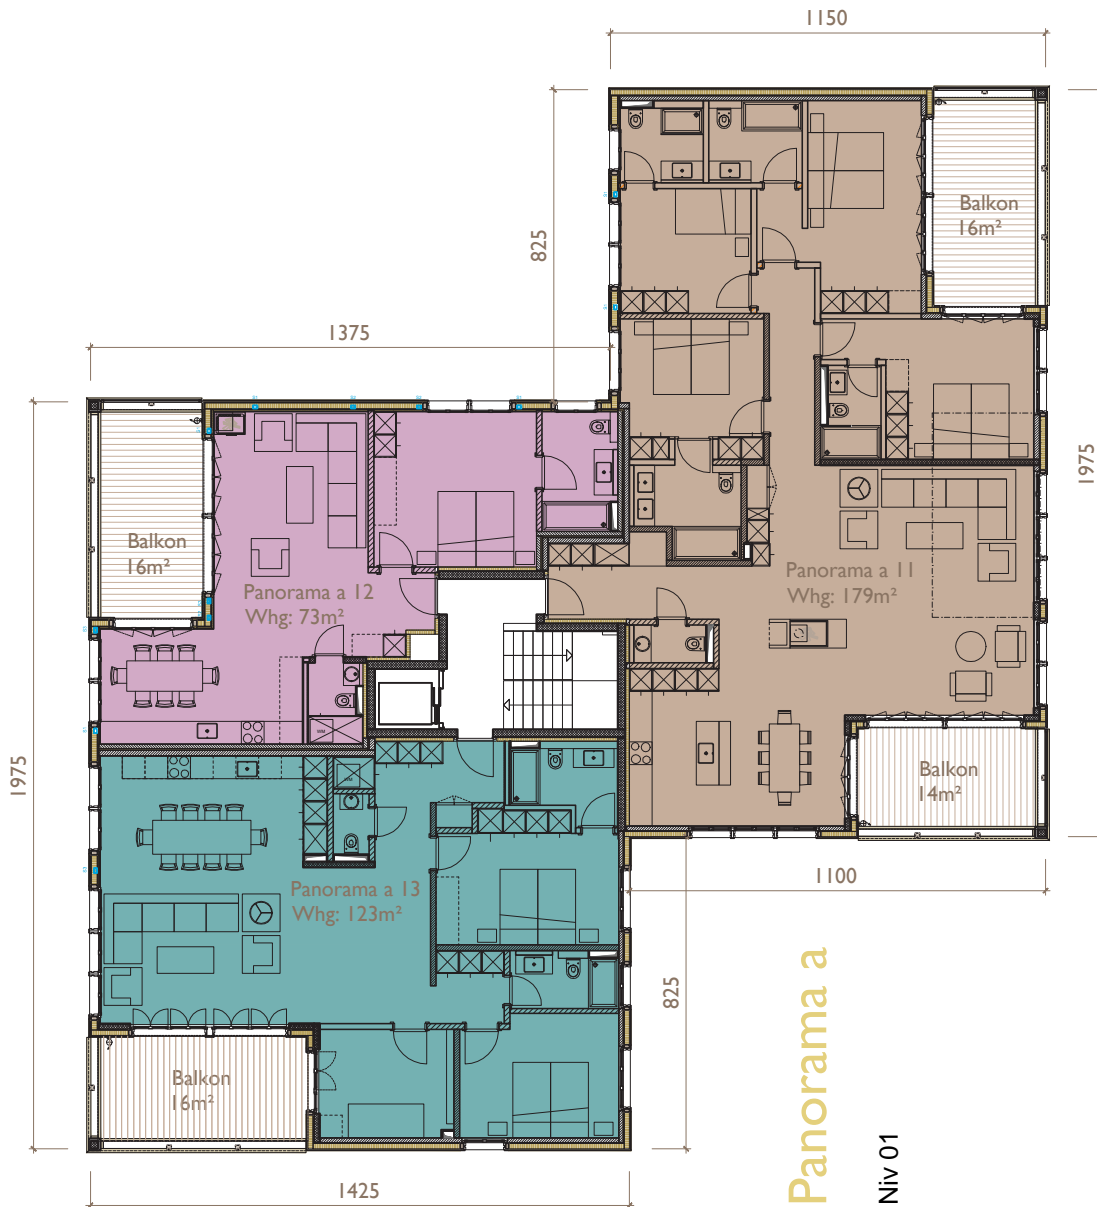 1150
825
Balkon
16m²
1375
1975
Balkon
16m²
Panorama a 12
Whg: 73m²
Panorama a 11
Whg: 179m²
1975
Balkon
14m²
Panorama a 13
Whg: 123m²
1100
825
Balkon
16m²
1425
Panorama a
Niv 01